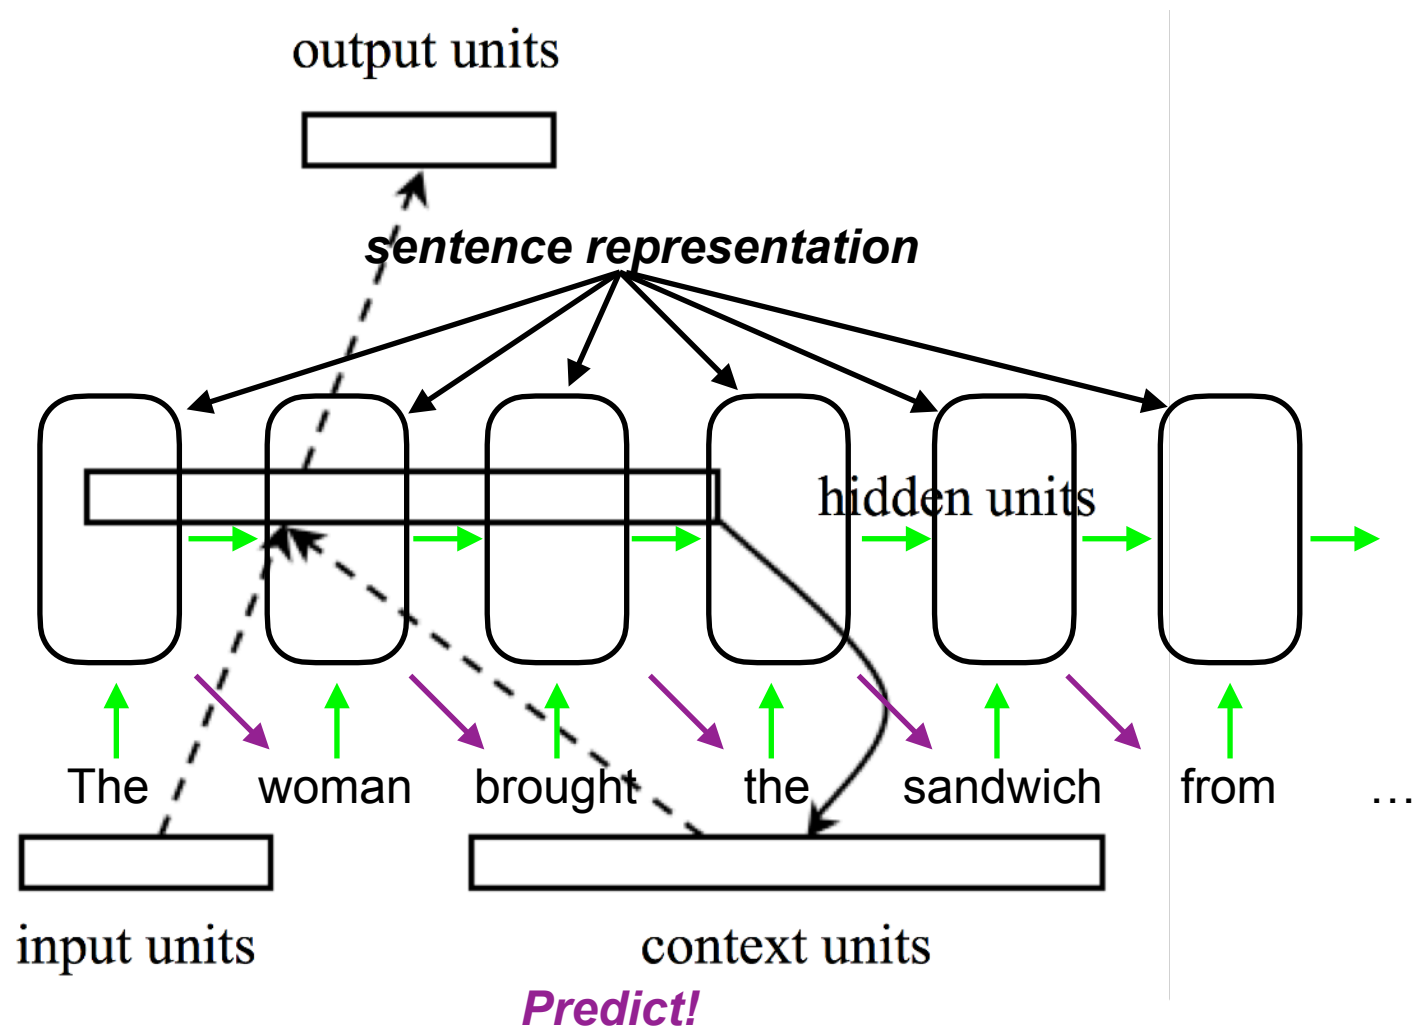 output units
sentence representation
hidden units
The woman brought the sandwich from …
input units
context units
Predict!